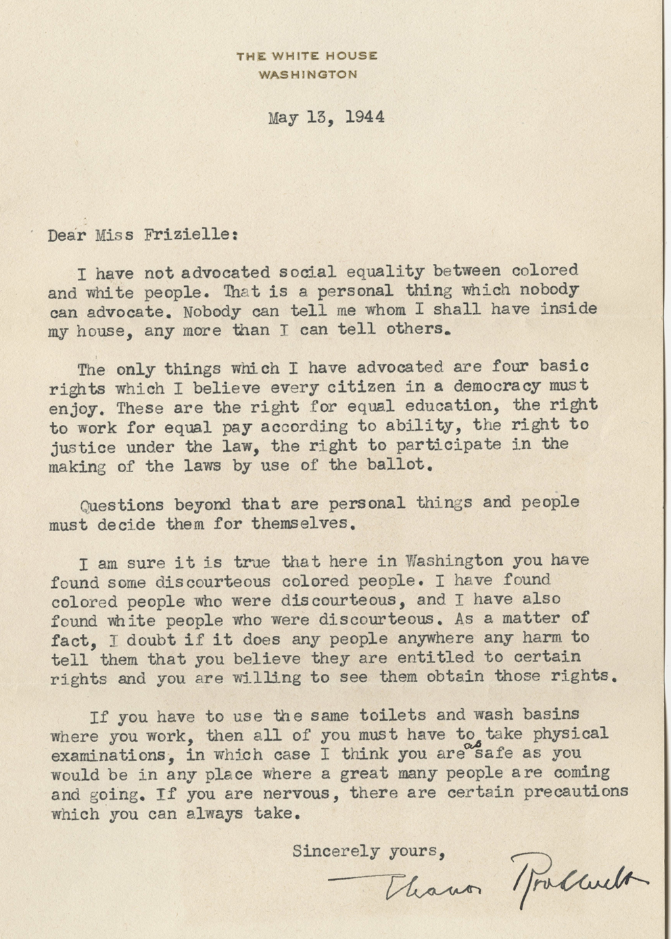 THE WHITE HOUSE
WASHINGTON
May 13, 1944
Dear Miss Frizielle:
I have not advocated social equality between colored
and white people. That is a personal thing which nobody
can advocate. Nobody can tell me whom I shall have inside
my house, any more than I can tell others.
The only things which I have advocated are four basic
rights which I believe every citizen in a democracy must
enjoy. These are the right for equal education, the right
to work for equal pay according to ability, the right to
justice under the law, the right to participate in the
making of the laws by use of the ballot.
Questions beyond that are personal things and people
must decide them for themselves.
I am sure it is true that here in Washington you have
found some discourteous colored people. I have found
colored people who were discourteous, and I have also
found white people who were discourteous. As a matter of
fact, I doubt if it does any people anywhere any harm to
tell them that you believe they are entitled to certain
rights and you are willing to see them obtain those rights.
If you have to use the same toilets and wash basins
where you work, then all of you must have to take physical
examinations, in which case I think you are as safe as you
would be in any place where a great many people are coming
and going. If you are nervous, there are certain precautions
which you can always take.
Sincerely yours,
Eleanor Roosevelt